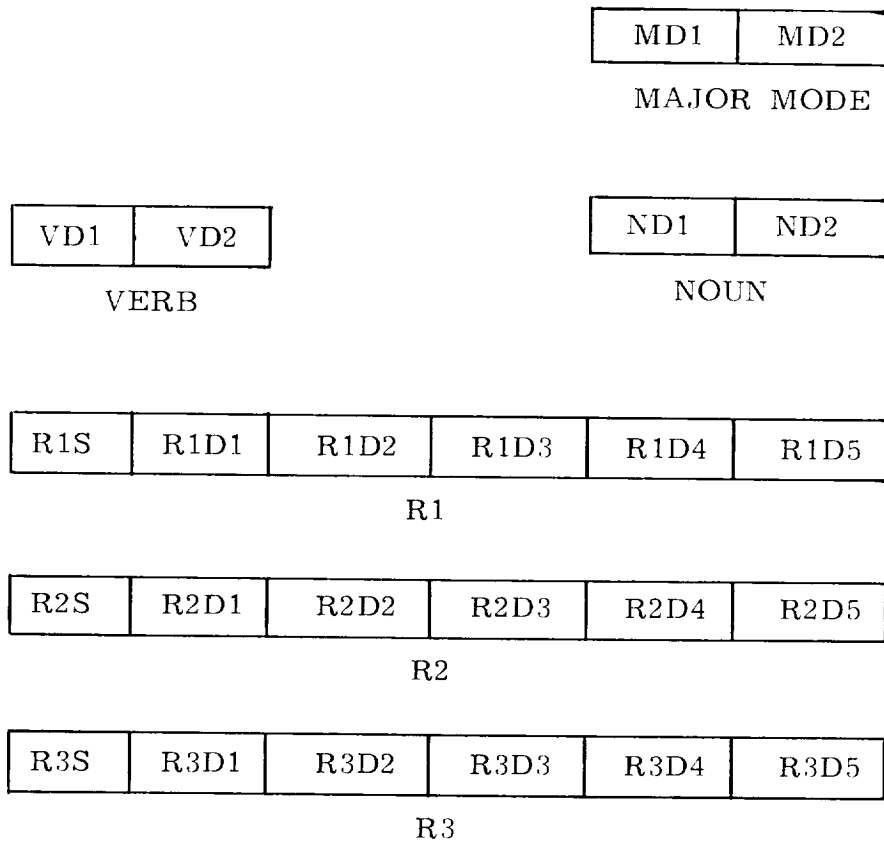 MD1 MD2
MAJOR MODE
VD1 VD2 ND1 ND2
VERB NOUN
R1S R1D1 R1D2 R1D3 R1D4 R1D5
R1
R2S R2D1 R2D2 R2D3 R2D4 R2D5
R2
R3S R3D1 R3D2 R3D3 R3D4 R3D5
R3